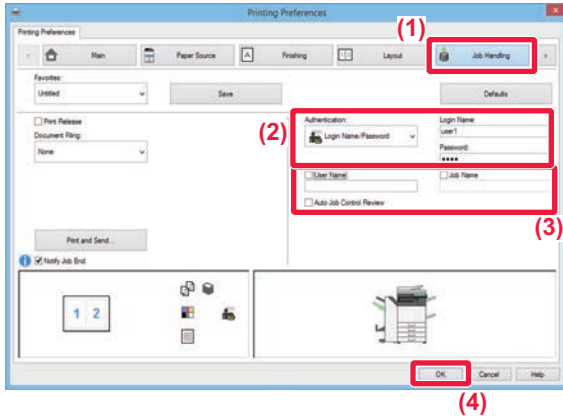 Printing Preferences
(1)
Printing Preferences
Main
Paper Source
A
Finishing
Layout
Job Handling
Favorites:
Untitled
Save
Defaults
Print Release
(2)
Authentication:
Login Name:
Document Filing:
Login Name/Password
user1
None
Password:
••••
User Name
Job Name
Auto Job Control Review
(3)
Print and Send...
Notify Job End
1 2
OK
Cancel
Help
(4)